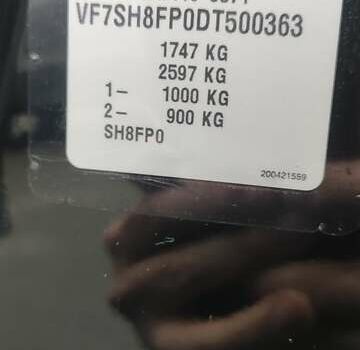 VF7SH8FP0DT500363
1747 KG
2597 KG
1– 1000 KG
2– 900 KG
SH8FP0
200421559